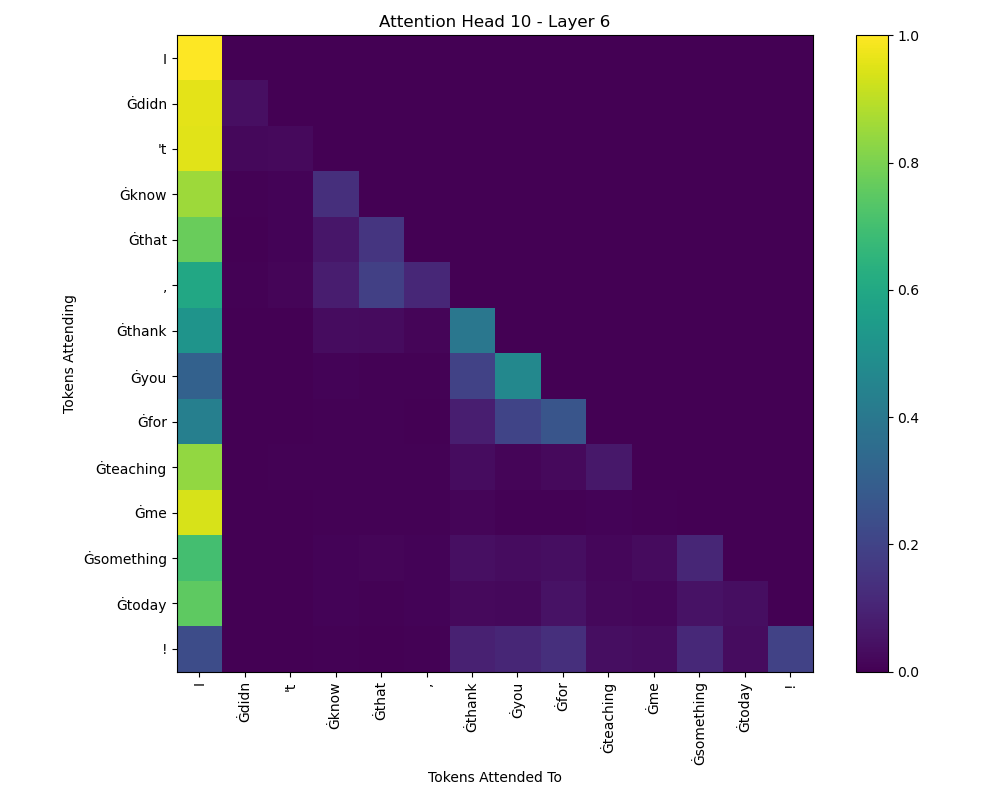 Attention Head 10 - Layer 6
I
Ġdidn
't
Ġknow
Ġthat
,
Ġthank
Ġyou
Ġfor
Ġteaching
Ġme
Ġsomething
Ġtoday
!
Tokens Attending
I
Ġdidn
't
Ġknow
Ġthat
,
Ġthank
Ġyou
Ġfor
Ġteaching
Ġme
Ġsomething
Ġtoday
!
Tokens Attended To
1.0
0.8
0.6
0.4
0.2
0.0